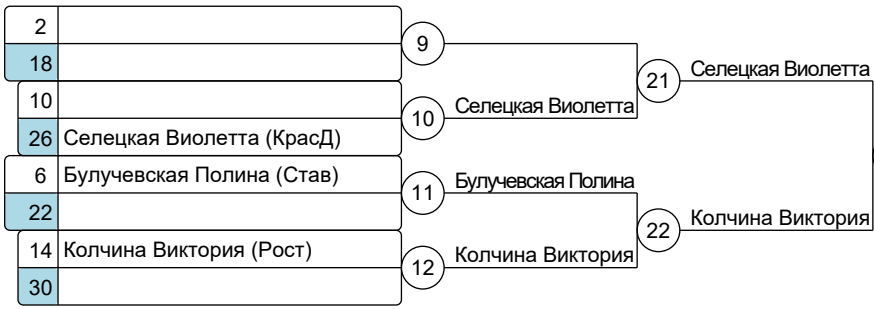 2
9
18
21 Селецкая Виолетта
10
10 Селецкая Виолетта
26 Селецкая Виолетта (КрасД)
6 Булучевская Полина (Став)
11 Булучевская Полина
22
22 Колчина Виктория
14 Колчина Виктория (Рост)
12 Колчина Виктория
30